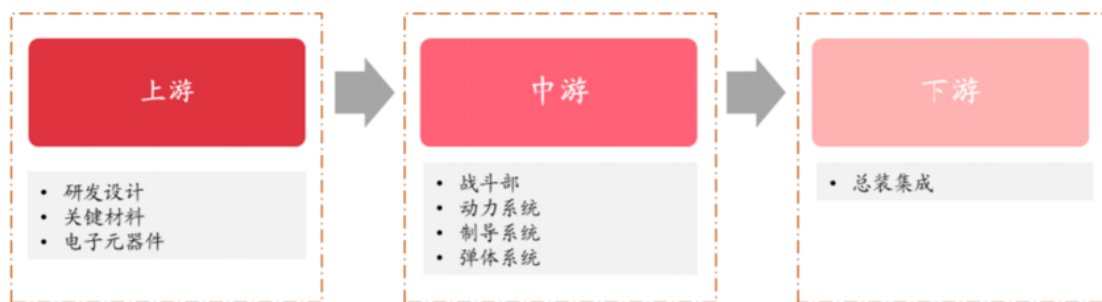 上游
• 研发设计
• 关键材料
• 电子元器件
中游
• 战斗部
• 动力系统
• 制导系统
• 弹体系统
下游
• 总装集成